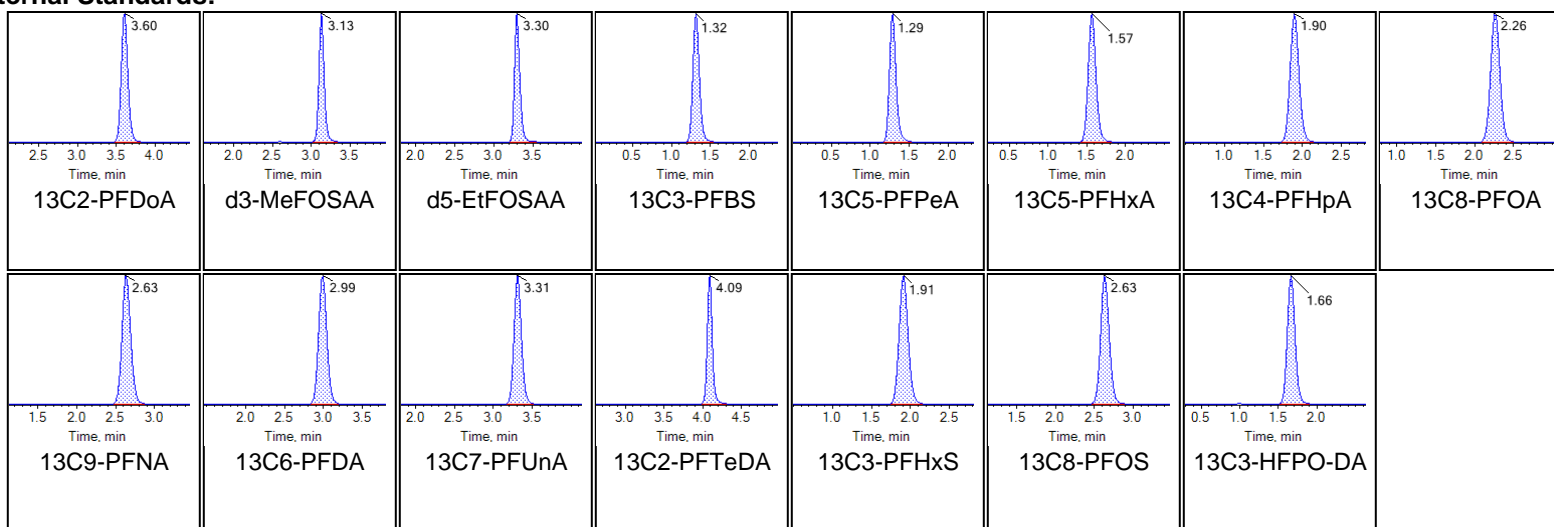 ternal Standards:
3.60 3.13 3.30 1.32 1.29 1.57 1.90 2.26
2.5 3.0 3.5 4.0 2.0 2.5 3.0 3.5 2.0 2.5 3.0 3.5 0.5 1.0 1.5 2.0 0.5 1.0 1.5 2.0 0.5 1.0 1.5 2.0 1.0 1.5 2.0 2.5 1.0 1.5 2.0 2.5
Time, min Time, min Time, min Time, min Time, min Time, min Time, min Time, min
13C2-PFDoA d3-MeFOSAA d5-EtFOSAA 13C3-PFBS 13C5-PFPeA 13C5-PFHxA 13C4-PFHpA 13C8-PFOA
2.63 2.99 3.31 4.09 1.91 2.63 1.66
1.5 2.0 2.5 3.0 2.0 2.5 3.0 3.5 2.0 2.5 3.0 3.5 3.0 3.5 4.0 4.5 1.0 1.5 2.0 2.5 1.5 2.0 2.5 3.0 0.5 1.0 1.5 2.0
Time, min Time, min Time, min Time, min Time, min Time, min Time, min
13C9-PFNA 13C6-PFDA 13C7-PFUnA 13C2-PFTeDA 13C3-PFHxS 13C8-PFOS 13C3-HFPO-DA